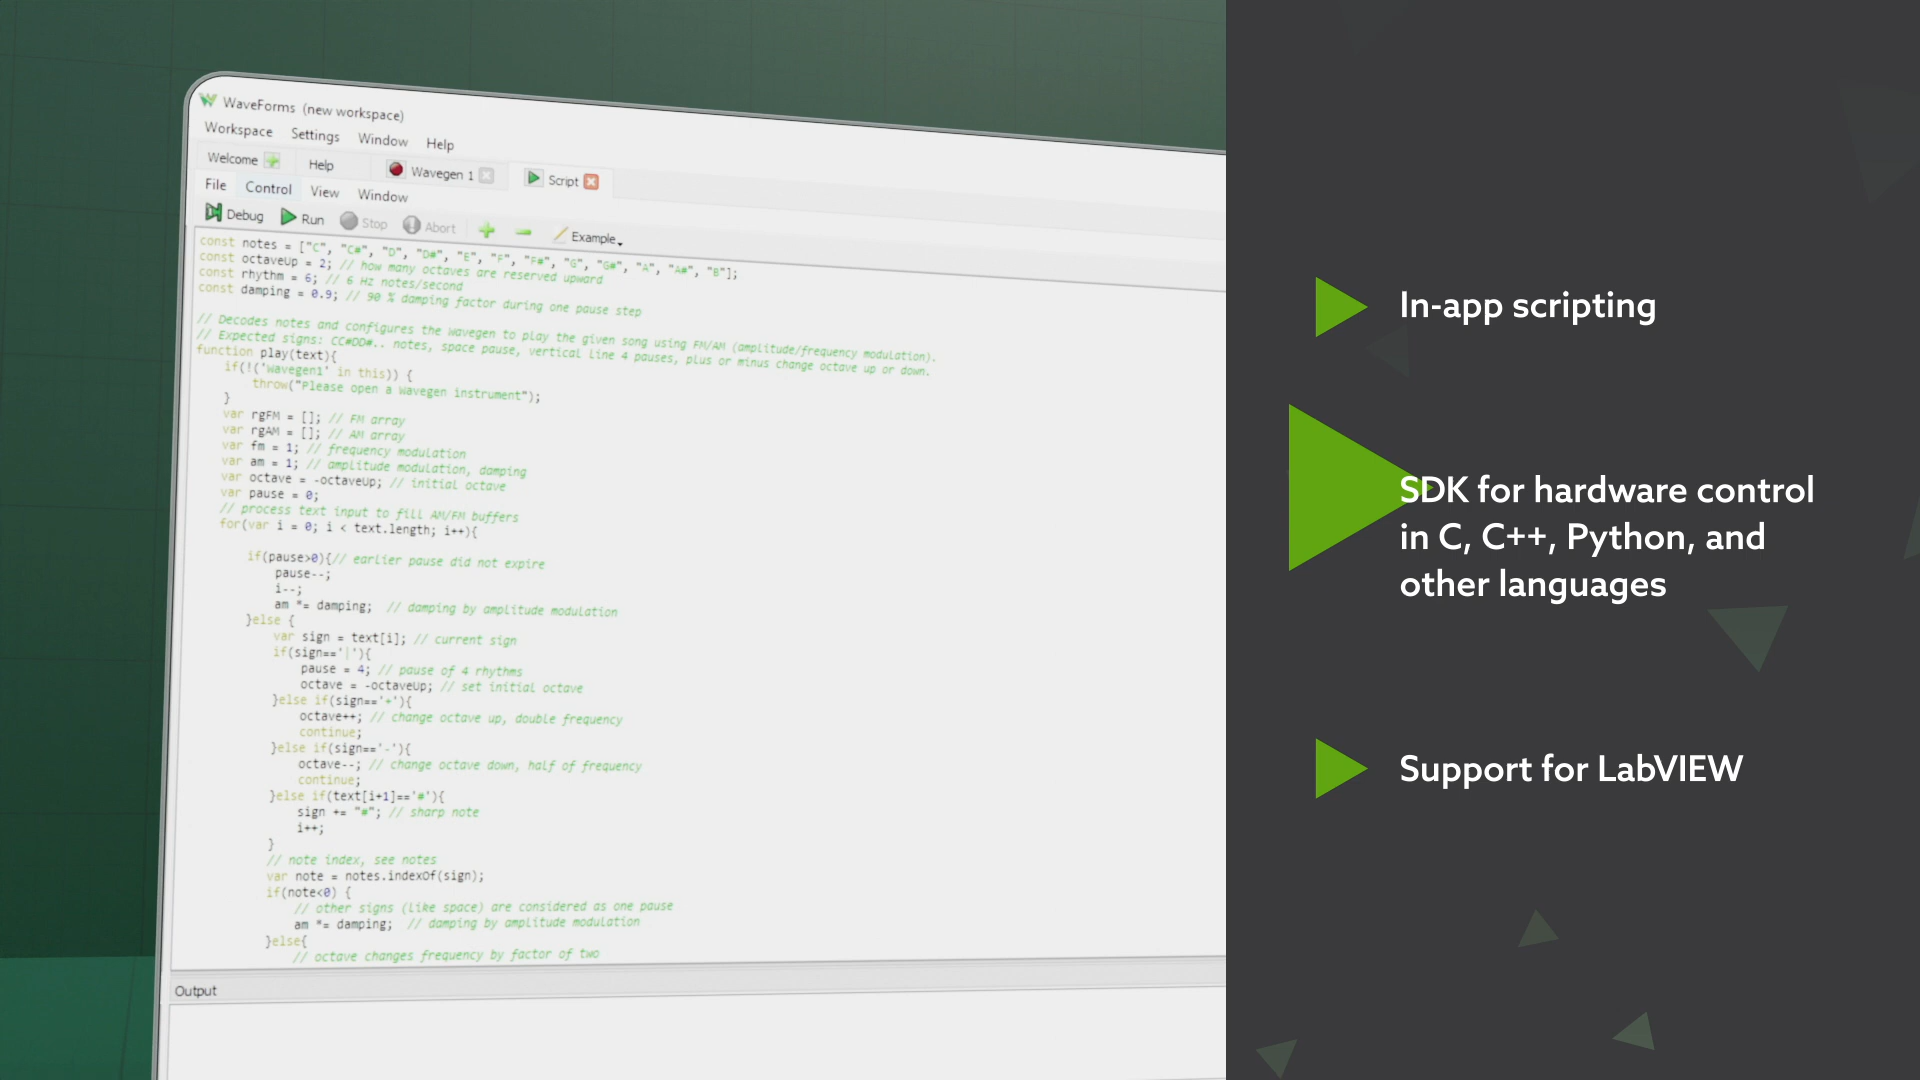 WaveForms (new workspace)
Workspace Settings Window Help
Welcome Help Wavegen 1 Script
File Control View Window
Debug Run Stop Abort Example
const notes = ["C", "C#", "D", "D#", "E", "F", "F#", "G", "G#", "A", "A#", "B"];
const octaveUp = 2; // how many octaves are reserved upward
const rhythm = 6; // 6 Hz notes/second
const damping = 0.9; // 90 % damping factor during one pause step
// Decodes notes and configures the Wavegen to play the given song using FM/AM (amplitude/frequency modulation).
// Expected signs: CC#DD#.. notes, space pause, vertical line 4 pauses, plus or minus change octave up or down.
function play(text){
if(!('Wavegen1' in this)) {
throw("Please open a Wavegen instrument");
}
var rgFM = []; // FM array
var rgAM = []; // AM array
var fm = 1; // frequency modulation
var am = 1; // amplitude modulation, damping
var octave = -octaveUp; // initial octave
var pause = 0;
// process text input to fill AM/FM buffers
for(var i = 0; i < text.length; i++){
if(pause>0){// earlier pause did not expire
pause--;
i--;
am *= damping; // damping by amplitude modulation
}else {
var sign = text[i]; // current sign
if(sign=='|'){
pause = 4; // pause of 4 rhythms
octave = -octaveUp; // set initial octave
}else if(sign=='+'){
octave++; // change octave up, double frequency
continue;
}else if(sign=='-'){
octave--; // change octave down, half of frequency
continue;
}else if(text[i+1]=='#'){
sign += "#"; // sharp note
i++;
}
// note index, see notes
var note = notes.indexOf(sign);
if(note<0) {
// other signs (like space) are considered as one pause
am *= damping; // damping by amplitude modulation
}else{
// octave changes frequency by factor of two
Output
In-app scripting
SDK for hardware control
in C, C++, Python, and
other languages
Support for LabVIEW